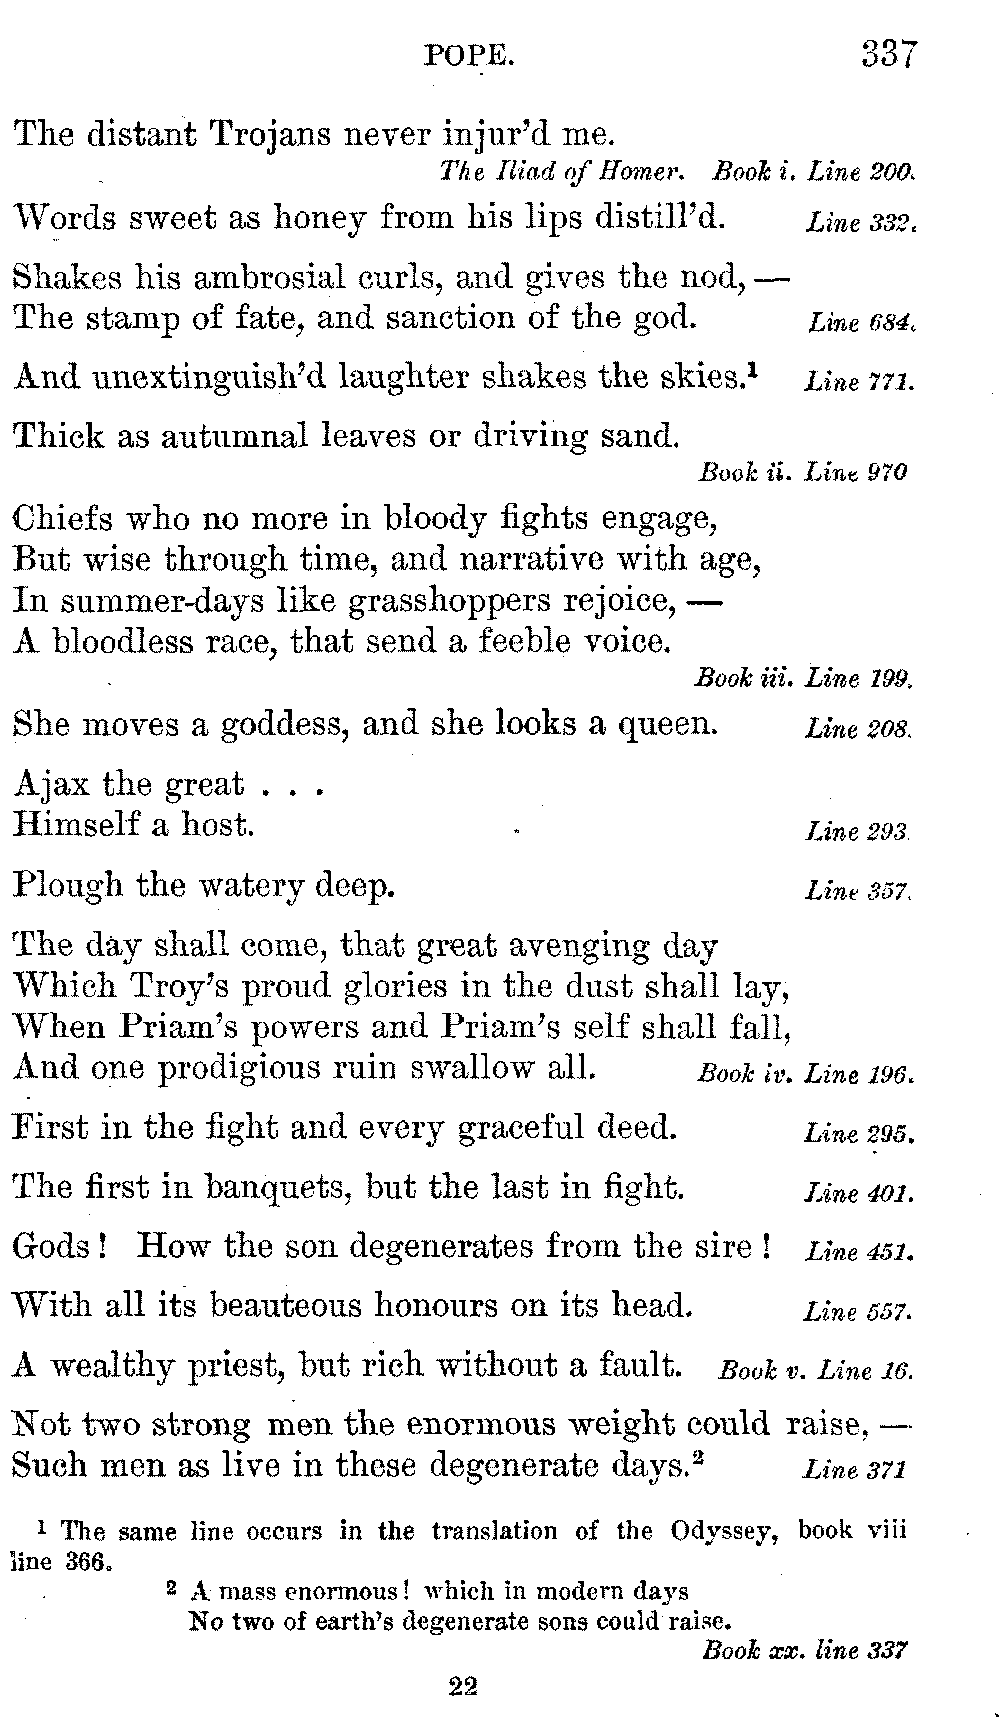 POPE. 337
The distant Trojans never injur'd me.
The Iliad of Homer. Book i. Line 200.
Words sweet as honey from his lips distill'd. Line 332.
Shakes his ambrosial curls, and gives the nod, —
The stamp of fate, and sanction of the god. Line 684.
And unextinguish'd laughter shakes the skies.¹ Line 771.
Thick as autumnal leaves or driving sand.
Book ii. Line 970
Chiefs who no more in bloody fights engage,
But wise through time, and narrative with age,
In summer-days like grasshoppers rejoice, —
A bloodless race, that send a feeble voice.
Book iii. Line 199.
She moves a goddess, and she looks a queen. Line 208.
Ajax the great . . .
Himself a host. Line 293.
Plough the watery deep. Line 357.
The day shall come, that great avenging day
Which Troy's proud glories in the dust shall lay,
When Priam's powers and Priam's self shall fall,
And one prodigious ruin swallow all. Book iv. Line 196.
First in the fight and every graceful deed. Line 295.
The first in banquets, but the last in fight. Line 401.
Gods! How the son degenerates from the sire! Line 451.
With all its beauteous honours on its head. Line 557.
A wealthy priest, but rich without a fault. Book v. Line 16.
Not two strong men the enormous weight could raise, —
Such men as live in these degenerate days.² Line 371
¹ The same line occurs in the translation of the Odyssey, book viii
line 366.
² A mass enormous! which in modern days
No two of earth's degenerate sons could raise.
Book xx. line 337
22